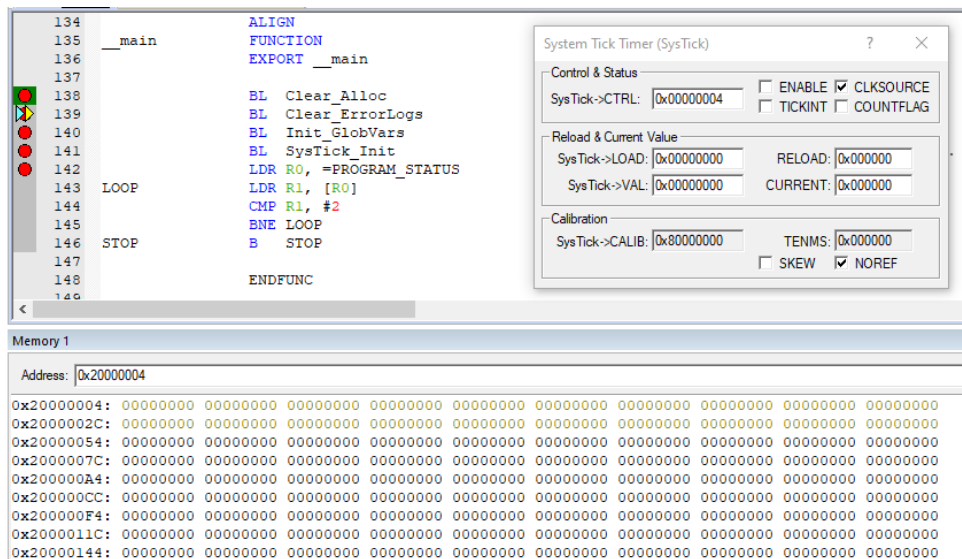 134 ALIGN
135 __main FUNCTION
136 EXPORT __main
137
138 BL Clear_Alloc
139 BL Clear_ErrorLogs
140 BL Init_GlobVars
141 BL SysTick_Init
142 LDR R0, =PROGRAM_STATUS
143 LOOP LDR R1, [R0]
144 CMP R1, #2
145 BNE LOOP
146 STOP B STOP
147
148 ENDFUNC
149
System Tick Timer (SysTick) ? ×
Control & Status
SysTick->CTRL: 0x00000004 ENABLE CLKSOURCE
TICKINT COUNTFLAG
Reload & Current Value
SysTick->LOAD: 0x00000000 RELOAD: 0x000000
SysTick->VAL: 0x00000000 CURRENT: 0x000000
Calibration
SysTick->CALIB: 0x80000000 TENMS: 0x000000
SKEW NOREF
Memory 1
Address: 0x20000004
0x20000004: 00000000 00000000 00000000 00000000 00000000 00000000 00000000 00000000 00000000 00000000
0x2000002C: 00000000 00000000 00000000 00000000 00000000 00000000 00000000 00000000 00000000 00000000
0x20000054: 00000000 00000000 00000000 00000000 00000000 00000000 00000000 00000000 00000000 00000000
0x2000007C: 00000000 00000000 00000000 00000000 00000000 00000000 00000000 00000000 00000000 00000000
0x200000A4: 00000000 00000000 00000000 00000000 00000000 00000000 00000000 00000000 00000000 00000000
0x200000CC: 00000000 00000000 00000000 00000000 00000000 00000000 00000000 00000000 00000000 00000000
0x200000F4: 00000000 00000000 00000000 00000000 00000000 00000000 00000000 00000000 00000000 00000000
0x2000011C: 00000000 00000000 00000000 00000000 00000000 00000000 00000000 00000000 00000000 00000000
0x20000144: 00000000 00000000 00000000 00000000 00000000 00000000 00000000 00000000 00000000 00000000